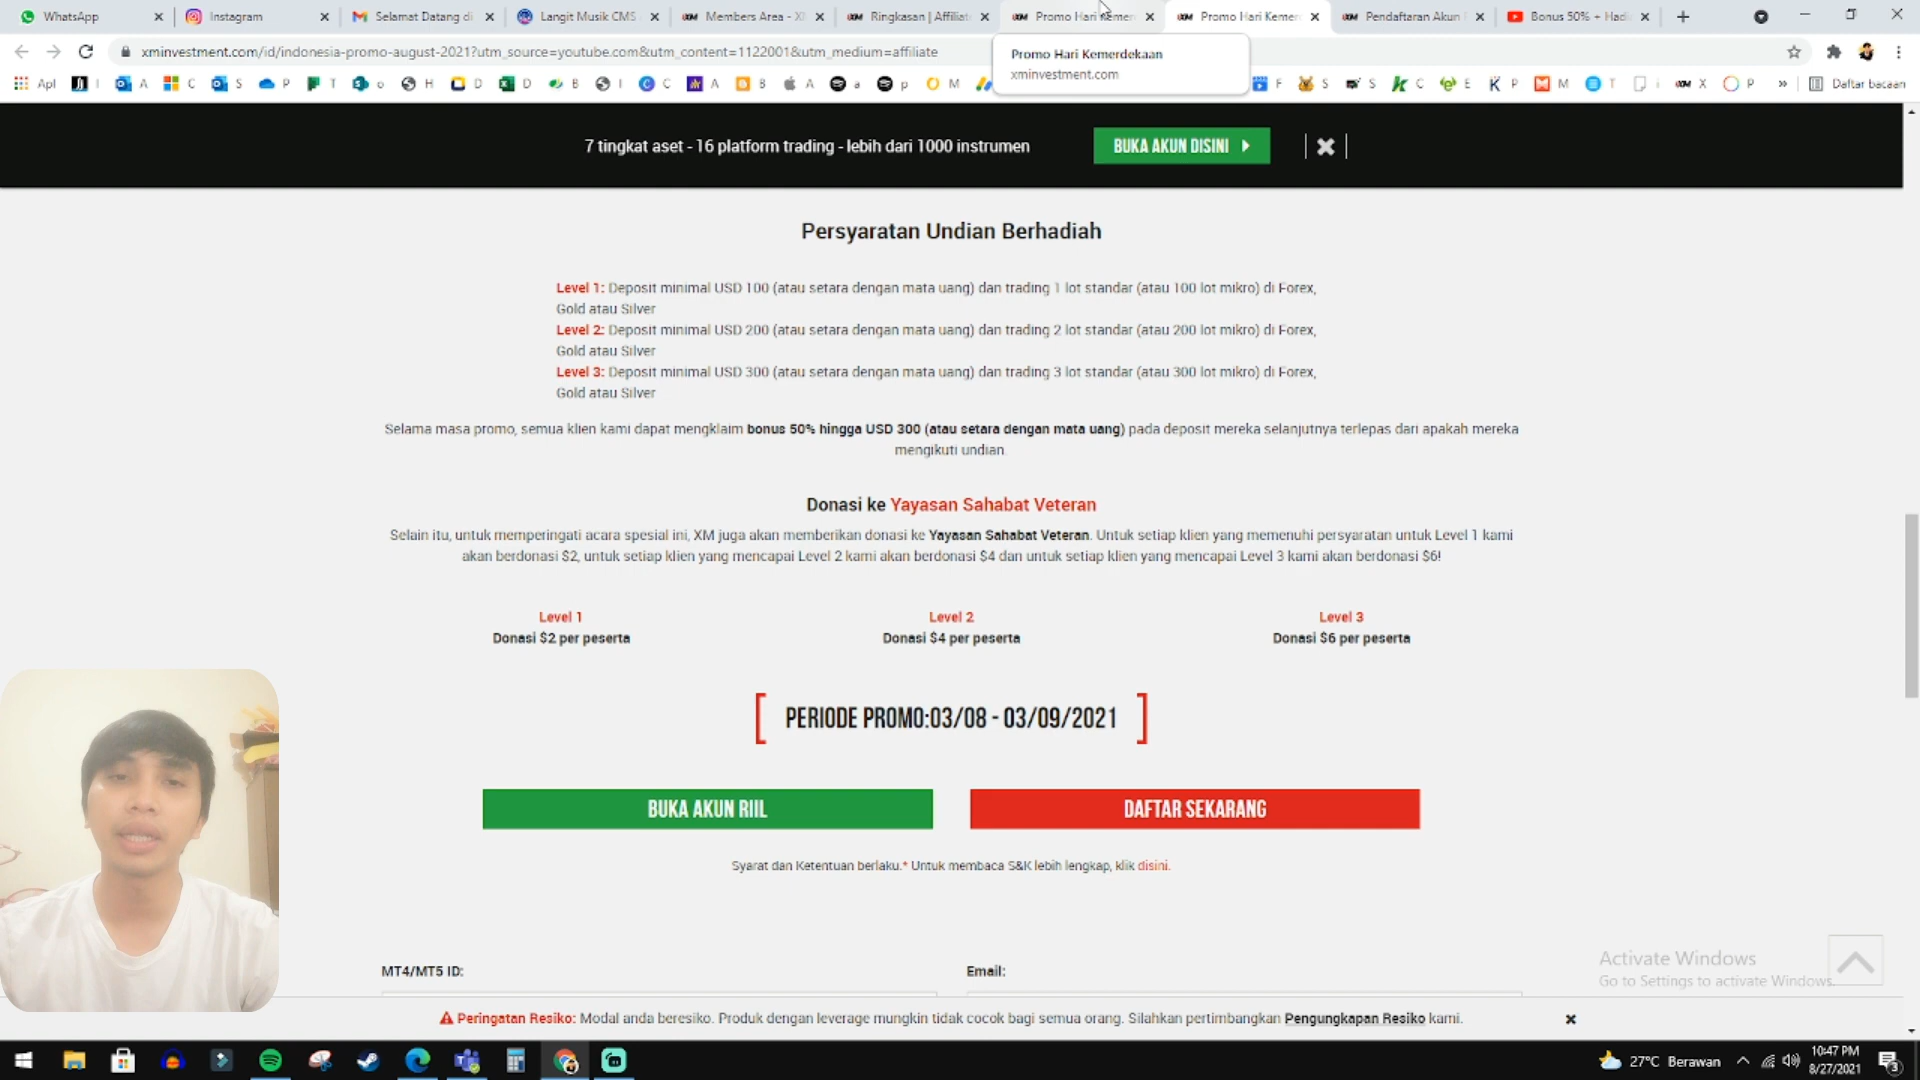 WhatsApp
Instagram
Selamat Datang di
Langit Musik CMS
Members Area - X
Ringkasan | Affiliat
Promo Hari Kemer
Promo Hari Kemer
Pendaftaran Akun
Bonus 50% + Hadi
xminvestment.com/id/indonesia-promo-august-2021?utm_source=youtube.com&utm_content=1122001&utm_medium=affiliate
Promo Hari Kemerdekaan
xminvestment.com
Apl
Daftar bacaan
7 tingkat aset - 16 platform trading - lebih dari 1000 instrumen
BUKA AKUN DISINI
Persyaratan Undian Berhadiah
Level 1: Deposit minimal USD 100 (atau setara dengan mata uang) dan trading 1 lot standar (atau 100 lot mikro) di Forex,
Gold atau Silver
Level 2: Deposit minimal USD 200 (atau setara dengan mata uang) dan trading 2 lot standar (atau 200 lot mikro) di Forex,
Gold atau Silver
Level 3: Deposit minimal USD 300 (atau setara dengan mata uang) dan trading 3 lot standar (atau 300 lot mikro) di Forex,
Gold atau Silver
Selama masa promo, semua klien kami dapat mengklaim bonus 50% hingga USD 300 (atau setara dengan mata uang) pada deposit mereka selanjutnya terlepas dari apakah mereka
mengikuti undian.
Donasi ke Yayasan Sahabat Veteran
Selain itu, untuk memperingati acara spesial ini, XM juga akan memberikan donasi ke Yayasan Sahabat Veteran. Untuk setiap klien yang memenuhi persyaratan untuk Level 1 kami
akan berdonasi $2, untuk setiap klien yang mencapai Level 2 kami akan berdonasi $4 dan untuk setiap klien yang mencapai Level 3 kami akan berdonasi $6!
Level 1
Donasi $2 per peserta
Level 2
Donasi $4 per peserta
Level 3
Donasi $6 per peserta
PERIODE PROMO:03/08 - 03/09/2021
BUKA AKUN RIIL
DAFTAR SEKARANG
Syarat dan Ketentuan berlaku.* Untuk membaca S&K lebih lengkap, klik disini.
MT4/MT5 ID:
Email:
Activate Windows
Go to Settings to activate Windows.
Peringatan Resiko: Modal anda beresiko. Produk dengan leverage mungkin tidak cocok bagi semua orang. Silahkan pertimbangkan Pengungkapan Resiko kami.
27°C Berawan
10:47 PM
8/27/2021
3